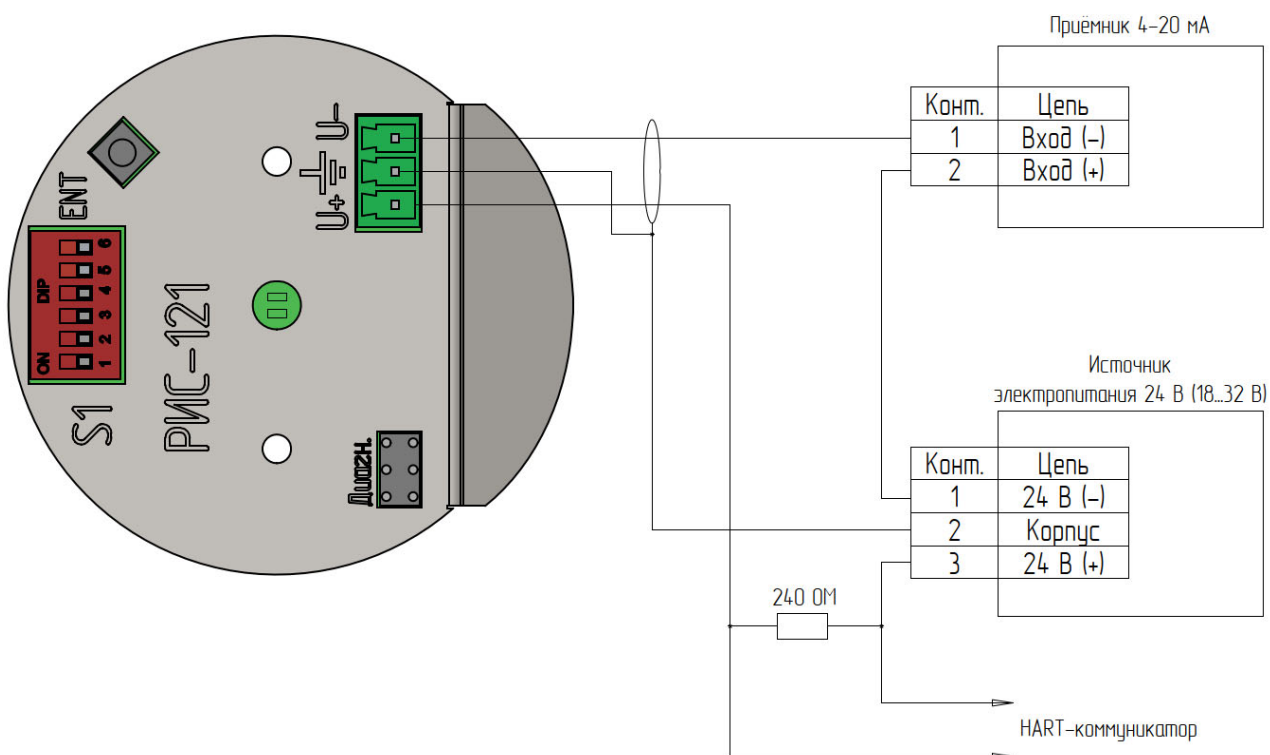 Приёмник 4-20 мА
Конт. Цепь
1 Вход (-)
2 Вход (+)
U-
U+
ENT
DIP
ON
1 2 3 4 5 6
S1
РИС-121
Диагн.
Источник
электропитания 24 В (18...32 В)
Конт. Цепь
1 24 В (-)
2 Корпус
3 24 В (+)
240 ОМ
HART-коммуникатор